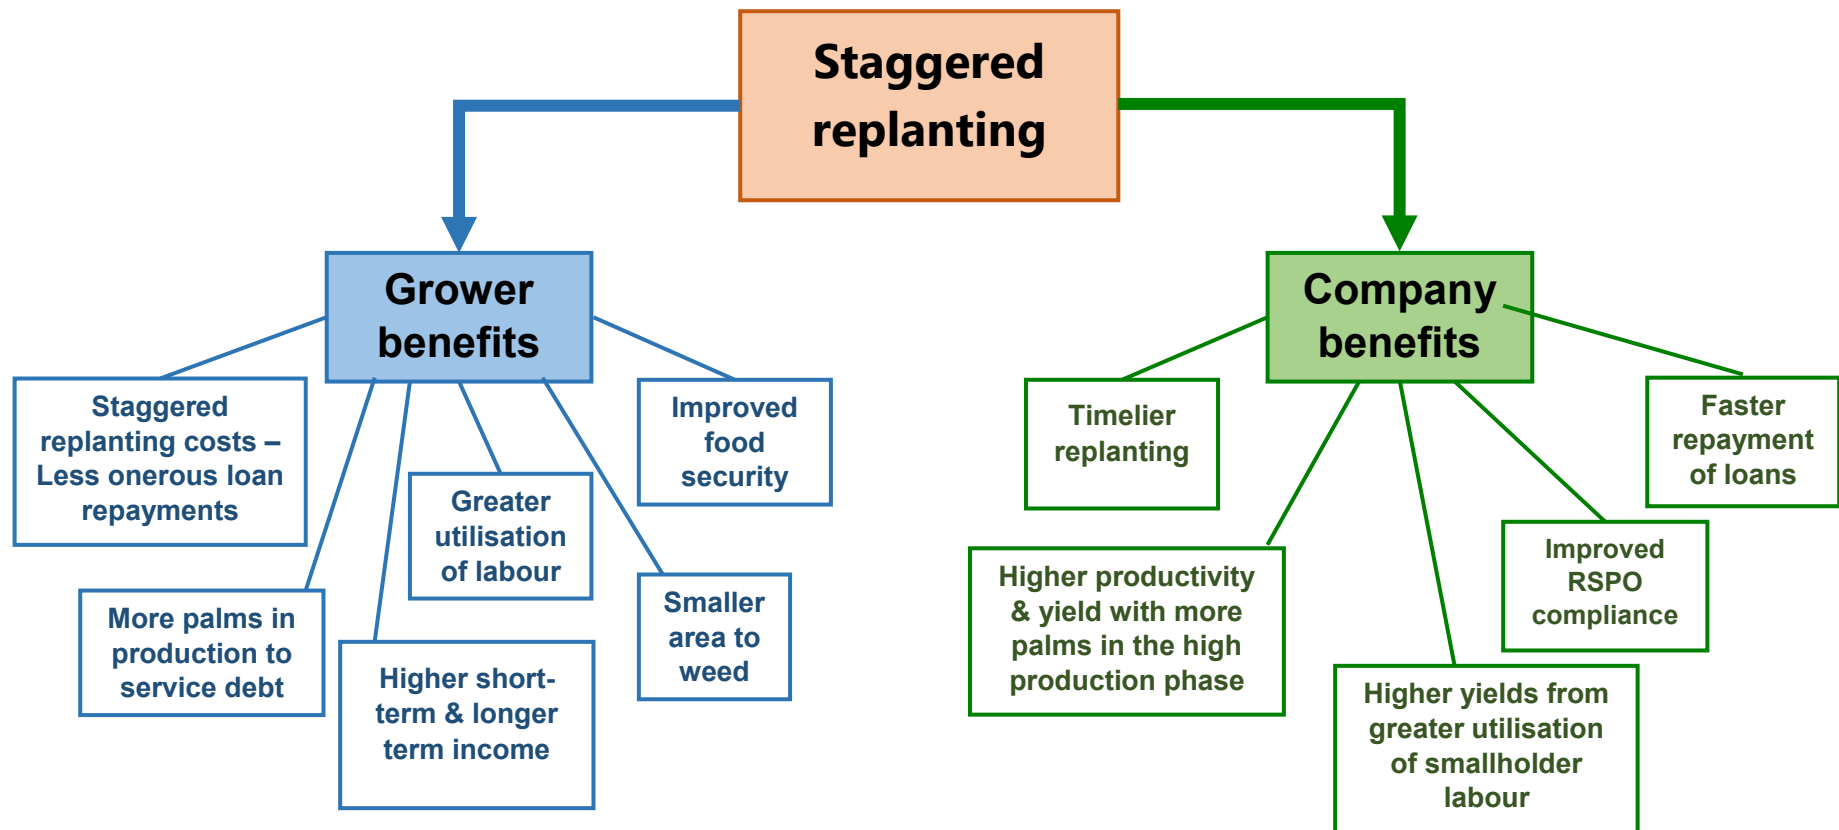 Staggered
replanting
Grower
benefits
Company
benefits
Staggered
replanting costs –
Less onerous loan
repayments
More palms in
production to
service debt
Higher short-
term & longer
term income
Greater
utilisation
of labour
Smaller
area to
weed
Improved
food
security
Timelier
replanting
Higher productivity
& yield with more
palms in the high
production phase
Higher yields from
greater utilisation
of smallholder
labour
Improved
RSPO
compliance
Faster
repayment
of loans